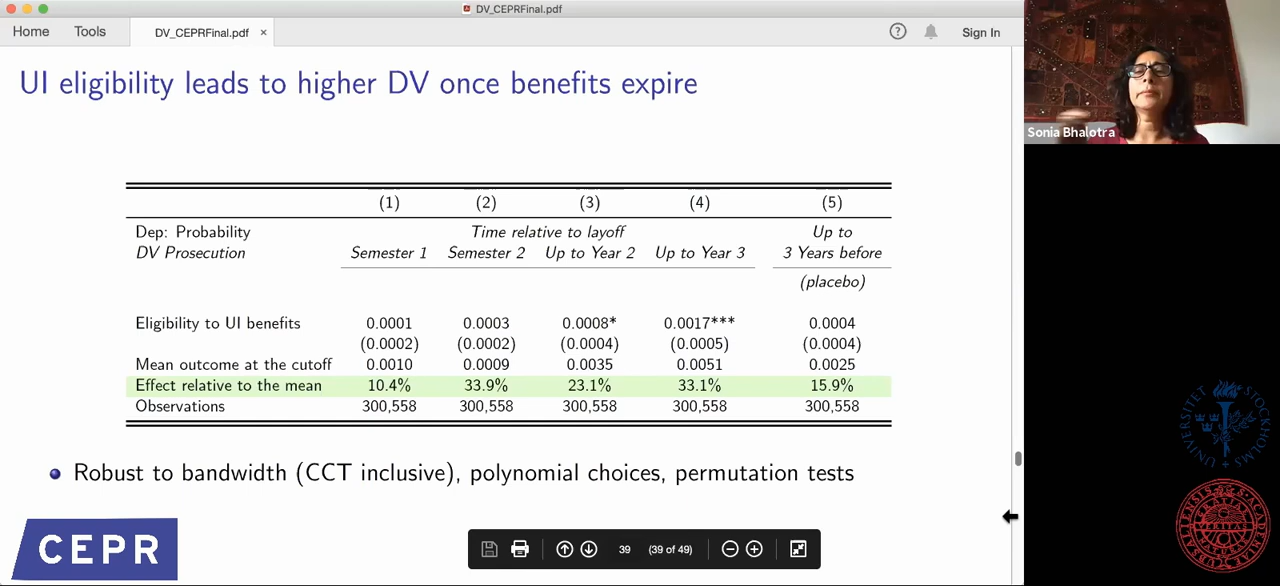 DV_CEPRFinal.pdf
Home Tools DV_CEPRFinal.pdf × ? Sign In
UI eligibility leads to higher DV once benefits expire
(1) (2) (3) (4) (5)
Dep: Probability Time relative to layoff Up to
DV Prosecution Semester 1 Semester 2 Up to Year 2 Up to Year 3 3 Years before
(placebo)
Eligibility to UI benefits 0.0001 0.0003 0.0008* 0.0017*** 0.0004
(0.0002) (0.0002) (0.0004) (0.0005) (0.0004)
Mean outcome at the cutoff 0.0010 0.0009 0.0035 0.0051 0.0025
Effect relative to the mean 10.4% 33.9% 23.1% 33.1% 15.9%
Observations 300,558 300,558 300,558 300,558 300,558
Robust to bandwidth (CCT inclusive), polynomial choices, permutation tests
CEPR
39 (39 of 49)
Sonia Bhalotra